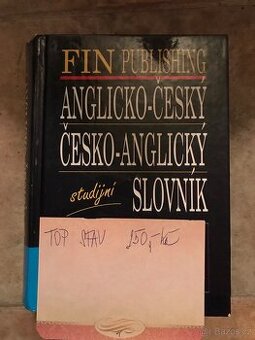 FIN PUBLISHING
ANGLICKO-ČESKÝ
ČESKO-ANGLICKÝ
studijní
SLOVNÍK
TOP STAV 250,-Kč